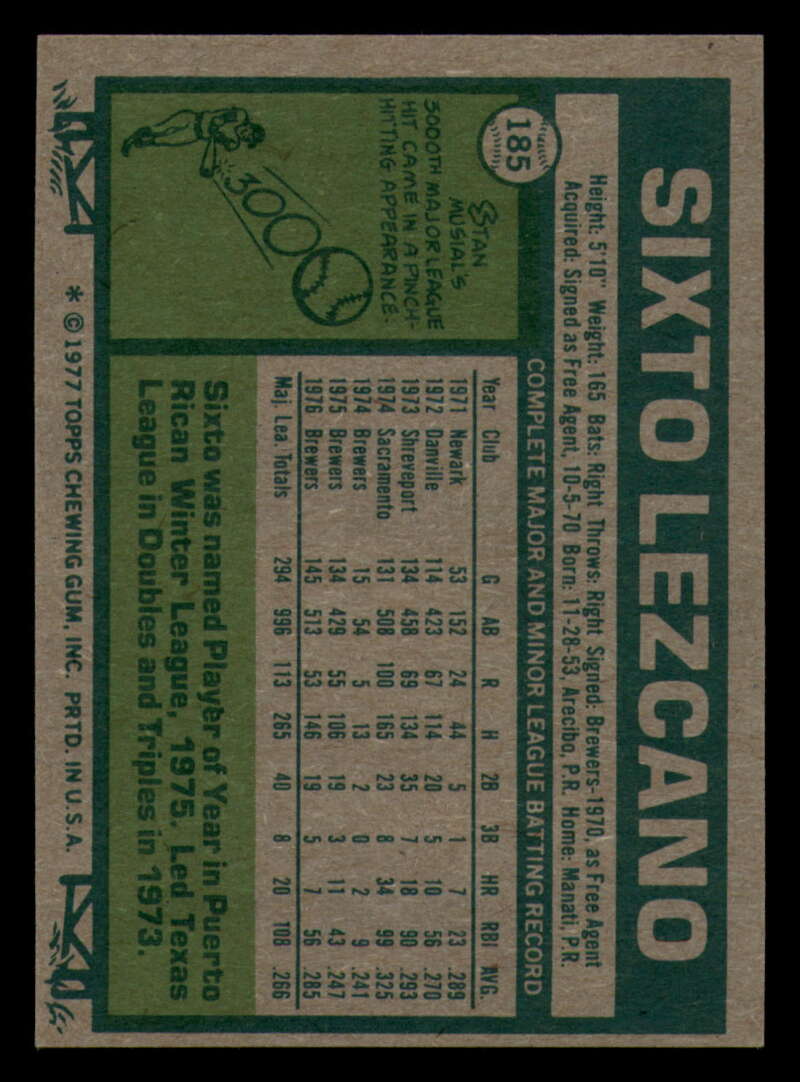 185
SIXTO LEZCANO
Height: 5'10" Weight: 165 Bats: Right Throws: Right Signed: Brewers-1970, as Free Agent
Acquired: Signed as Free Agent, 10-5-70 Born: 11-28-53, Arecibo, P.R. Home: Manati, P.R.
COMPLETE MAJOR AND MINOR LEAGUE BATTING RECORD
STAN
MUSIAL'S
3000TH MAJOR LEAGUE
HIT CAME IN A PINCH-
HITTING APPEARANCE.
3000
Year Club G AB R H 2B 3B HR RBI AVG.
1971 Newark 53 152 24 44 5 1 7 23 .289
1972 Danville 114 423 67 114 20 5 10 56 .270
1973 Shreveport 134 458 69 134 35 7 18 90 .293
1974 Sacramento 131 508 100 165 23 8 34 99 .325
1974 Brewers 15 54 5 13 2 0 2 9 .241
1975 Brewers 134 429 55 106 19 3 11 43 .247
1976 Brewers 145 513 53 146 19 5 7 56 .285
Maj. Lea. Totals 294 996 113 265 40 8 20 108 .266
Sixto was named Player of Year in Puerto
Rican Winter League, 1975. Led Texas
League in Doubles and Triples in 1973.
* © 1977 TOPPS CHEWING GUM, INC. PRTD. IN U.S.A.